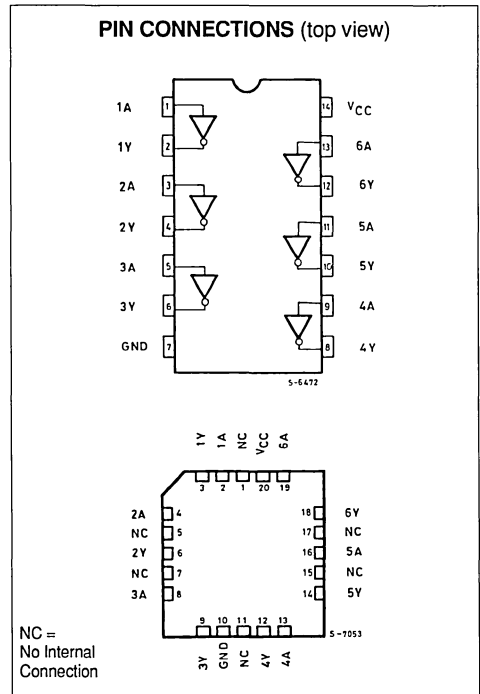 PIN CONNECTIONS (top view)
1A 1 14 VCC
1Y 2 13 6A
2A 3 12 6Y
2Y 4 11 5A
3A 5 10 5Y
3Y 6 9 4A
GND 7 8 4Y
S-6472
1Y 1A NC VCC 6A
3 2 1 20 19
2A 4 18 6Y
NC 5 17 NC
2Y 6 16 5A
NC 7 15 NC
3A 8 14 5Y
9 10 11 12 13
S-7053
3Y GND NC 4Y 4A
NC =
No Internal
Connection